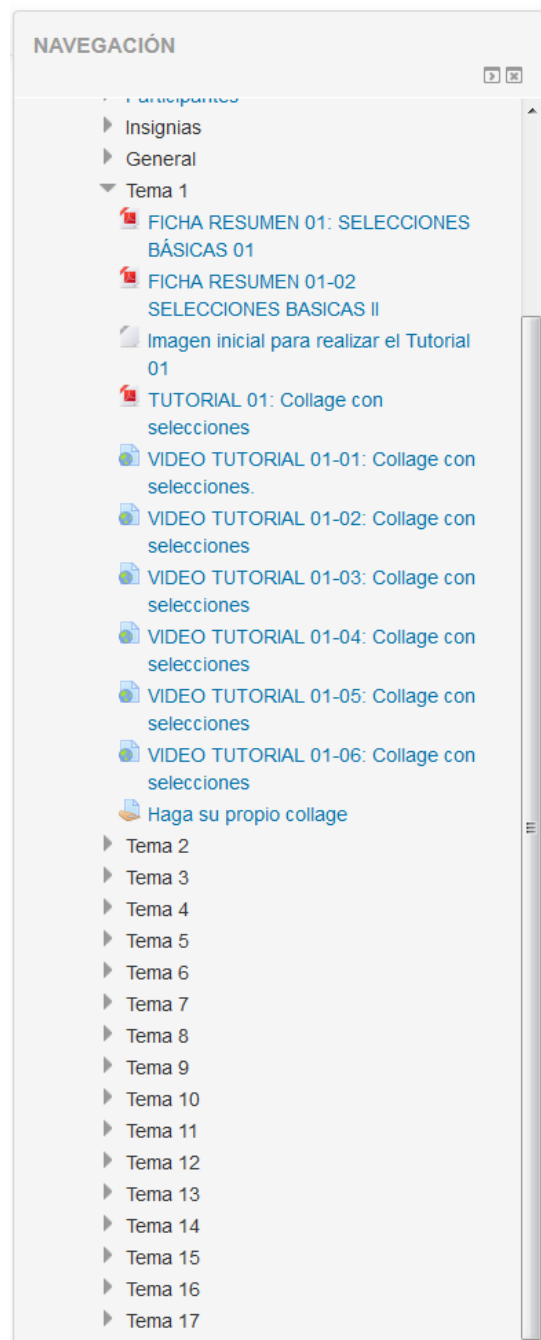 NAVEGACIÓN
Participantes
Insignias
General
Tema 1
FICHA RESUMEN 01: SELECCIONES
BÁSICAS 01
FICHA RESUMEN 01-02
SELECCIONES BASICAS II
Imagen inicial para realizar el Tutorial
01
TUTORIAL 01: Collage con
selecciones
VIDEO TUTORIAL 01-01: Collage con
selecciones.
VIDEO TUTORIAL 01-02: Collage con
selecciones
VIDEO TUTORIAL 01-03: Collage con
selecciones
VIDEO TUTORIAL 01-04: Collage con
selecciones
VIDEO TUTORIAL 01-05: Collage con
selecciones
VIDEO TUTORIAL 01-06: Collage con
selecciones
Haga su propio collage
Tema 2
Tema 3
Tema 4
Tema 5
Tema 6
Tema 7
Tema 8
Tema 9
Tema 10
Tema 11
Tema 12
Tema 13
Tema 14
Tema 15
Tema 16
Tema 17